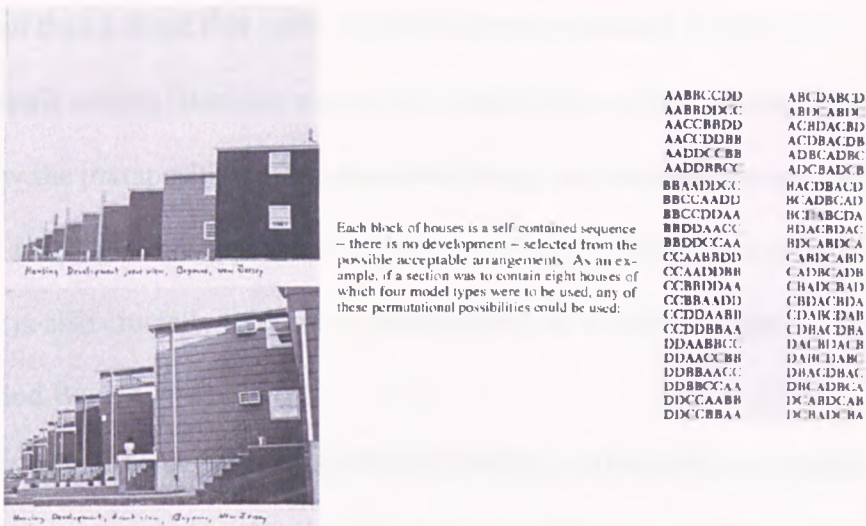 Housing Development, rear view, Bayonne, New Jersey
Housing Development, front view, Bayonne, New Jersey
Each block of houses is a self contained sequence
– there is no development – selected from the
possible acceptable arrangements. As an ex-
ample, if a section was to contain eight houses of
which four model types were to be used, any of
these permutational possibilities could be used:
AABBCCDD
AABBDDCC
AACCBBDD
AACCDDBB
AADDCCBB
AADDBBCC
BBAADDCC
BBCCAADD
BBCCDDAA
BBDDAACC
BBDDCCAA
CCAABBDD
CCAADDBB
CCBBDDAA
CCBBAADD
CCDDAABB
CCDDBBAA
DDAABBCC
DDAACCBB
DDBBAACC
DDBBCCAA
DDCCAABB
DDCCBBAA
ABCDABCD
ABDCABDC
ACBDACBD
ACDBACDB
ADBCADBC
ADCBADCB
BACDBACD
BCADBCAD
BCDABCDA
BDACBDAC
BDCABDCA
CABDCABD
CADBCADB
CBADCBAD
CBDACBDA
CDABCDAB
CDBACDBA
DACBDACB
DABCDABC
DBACDBAC
DBCADBCA
DCABDCAB
DCBADCBA